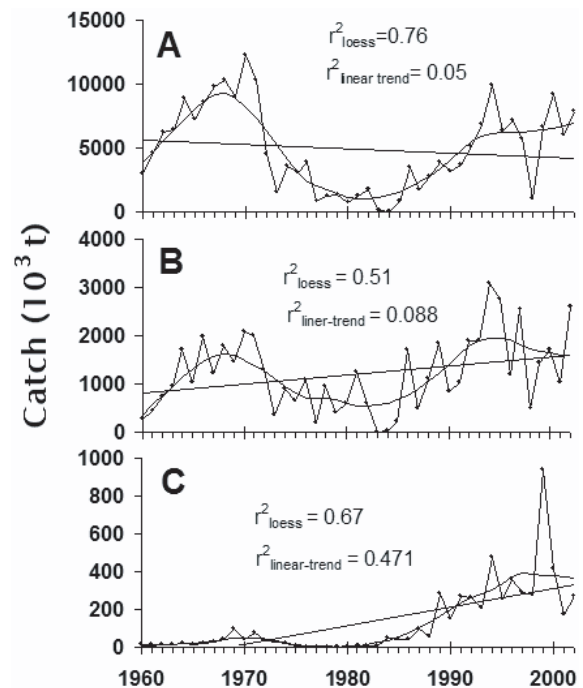 Catch (10³ t)
15000
10000
5000
0
A
r²loess=0.76
r²linear trend = 0.05
4000
3000
2000
1000
0
B
r²loess = 0.51
r²liner-trend = 0.088
1000
800
600
400
200
0
C
r²loess = 0.67
r²linear-trend = 0.471
1960 1970 1980 1990 2000